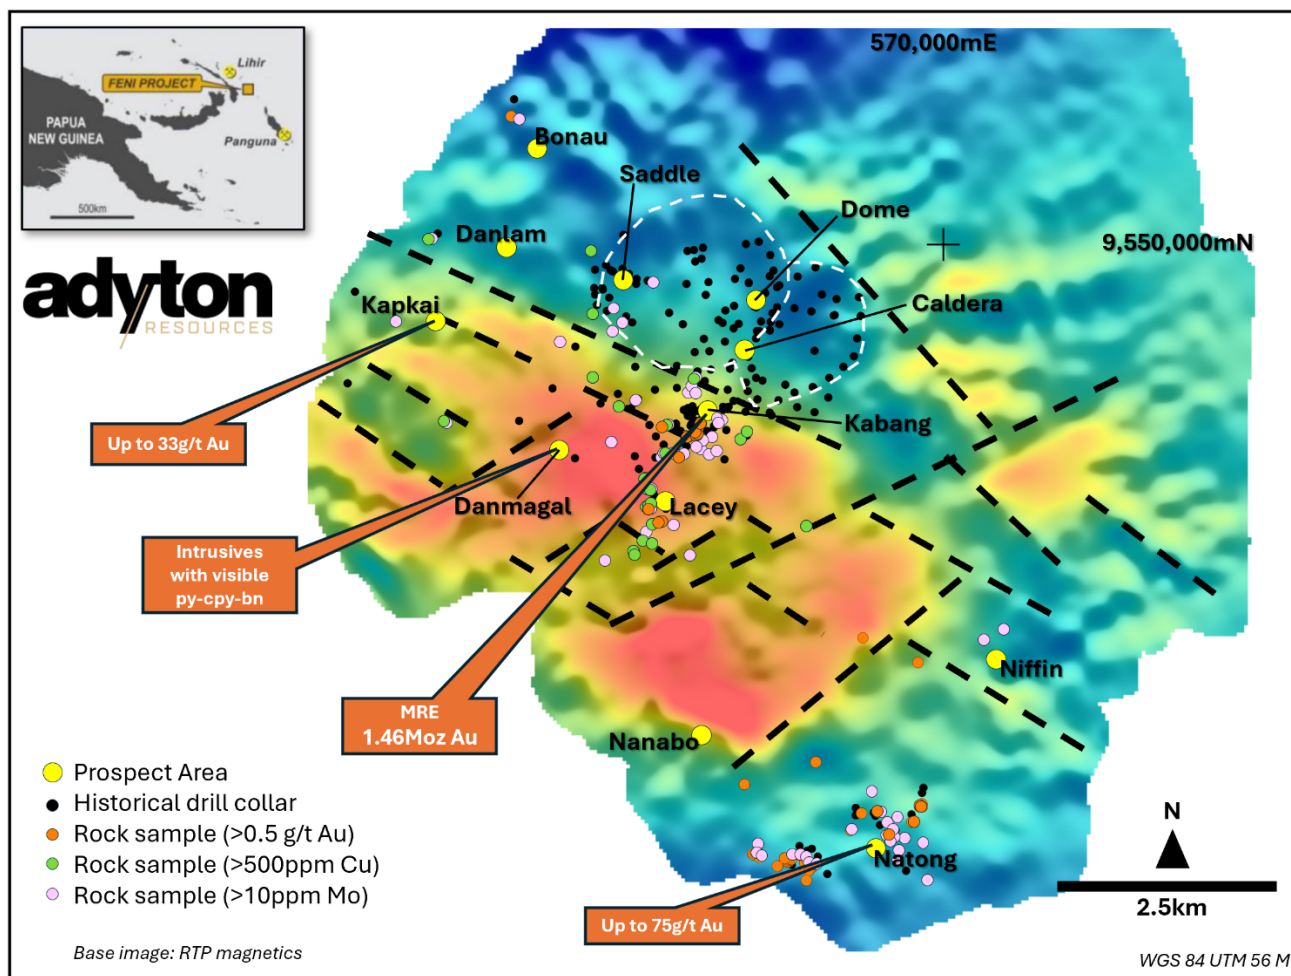 Lihir
FENI PROJECT
PAPUA
NEW GUINEA
Panguna
500km
adyton
RESOURCES
570,000mE
9,550,000mN
Bonau
Saddle
Dome
Danlam
Caldera
Kapkai
Kabang
Up to 33g/t Au
Danmagal
Lacey
Intrusives
with visible
py-cpy-bn
Niffin
MRE
1.46Moz Au
Nanabo
Natong
Up to 75g/t Au
Prospect Area
Historical drill collar
Rock sample (>0.5 g/t Au)
Rock sample (>500ppm Cu)
Rock sample (>10ppm Mo)
N
2.5km
Base image: RTP magnetics
WGS 84 UTM 56 M